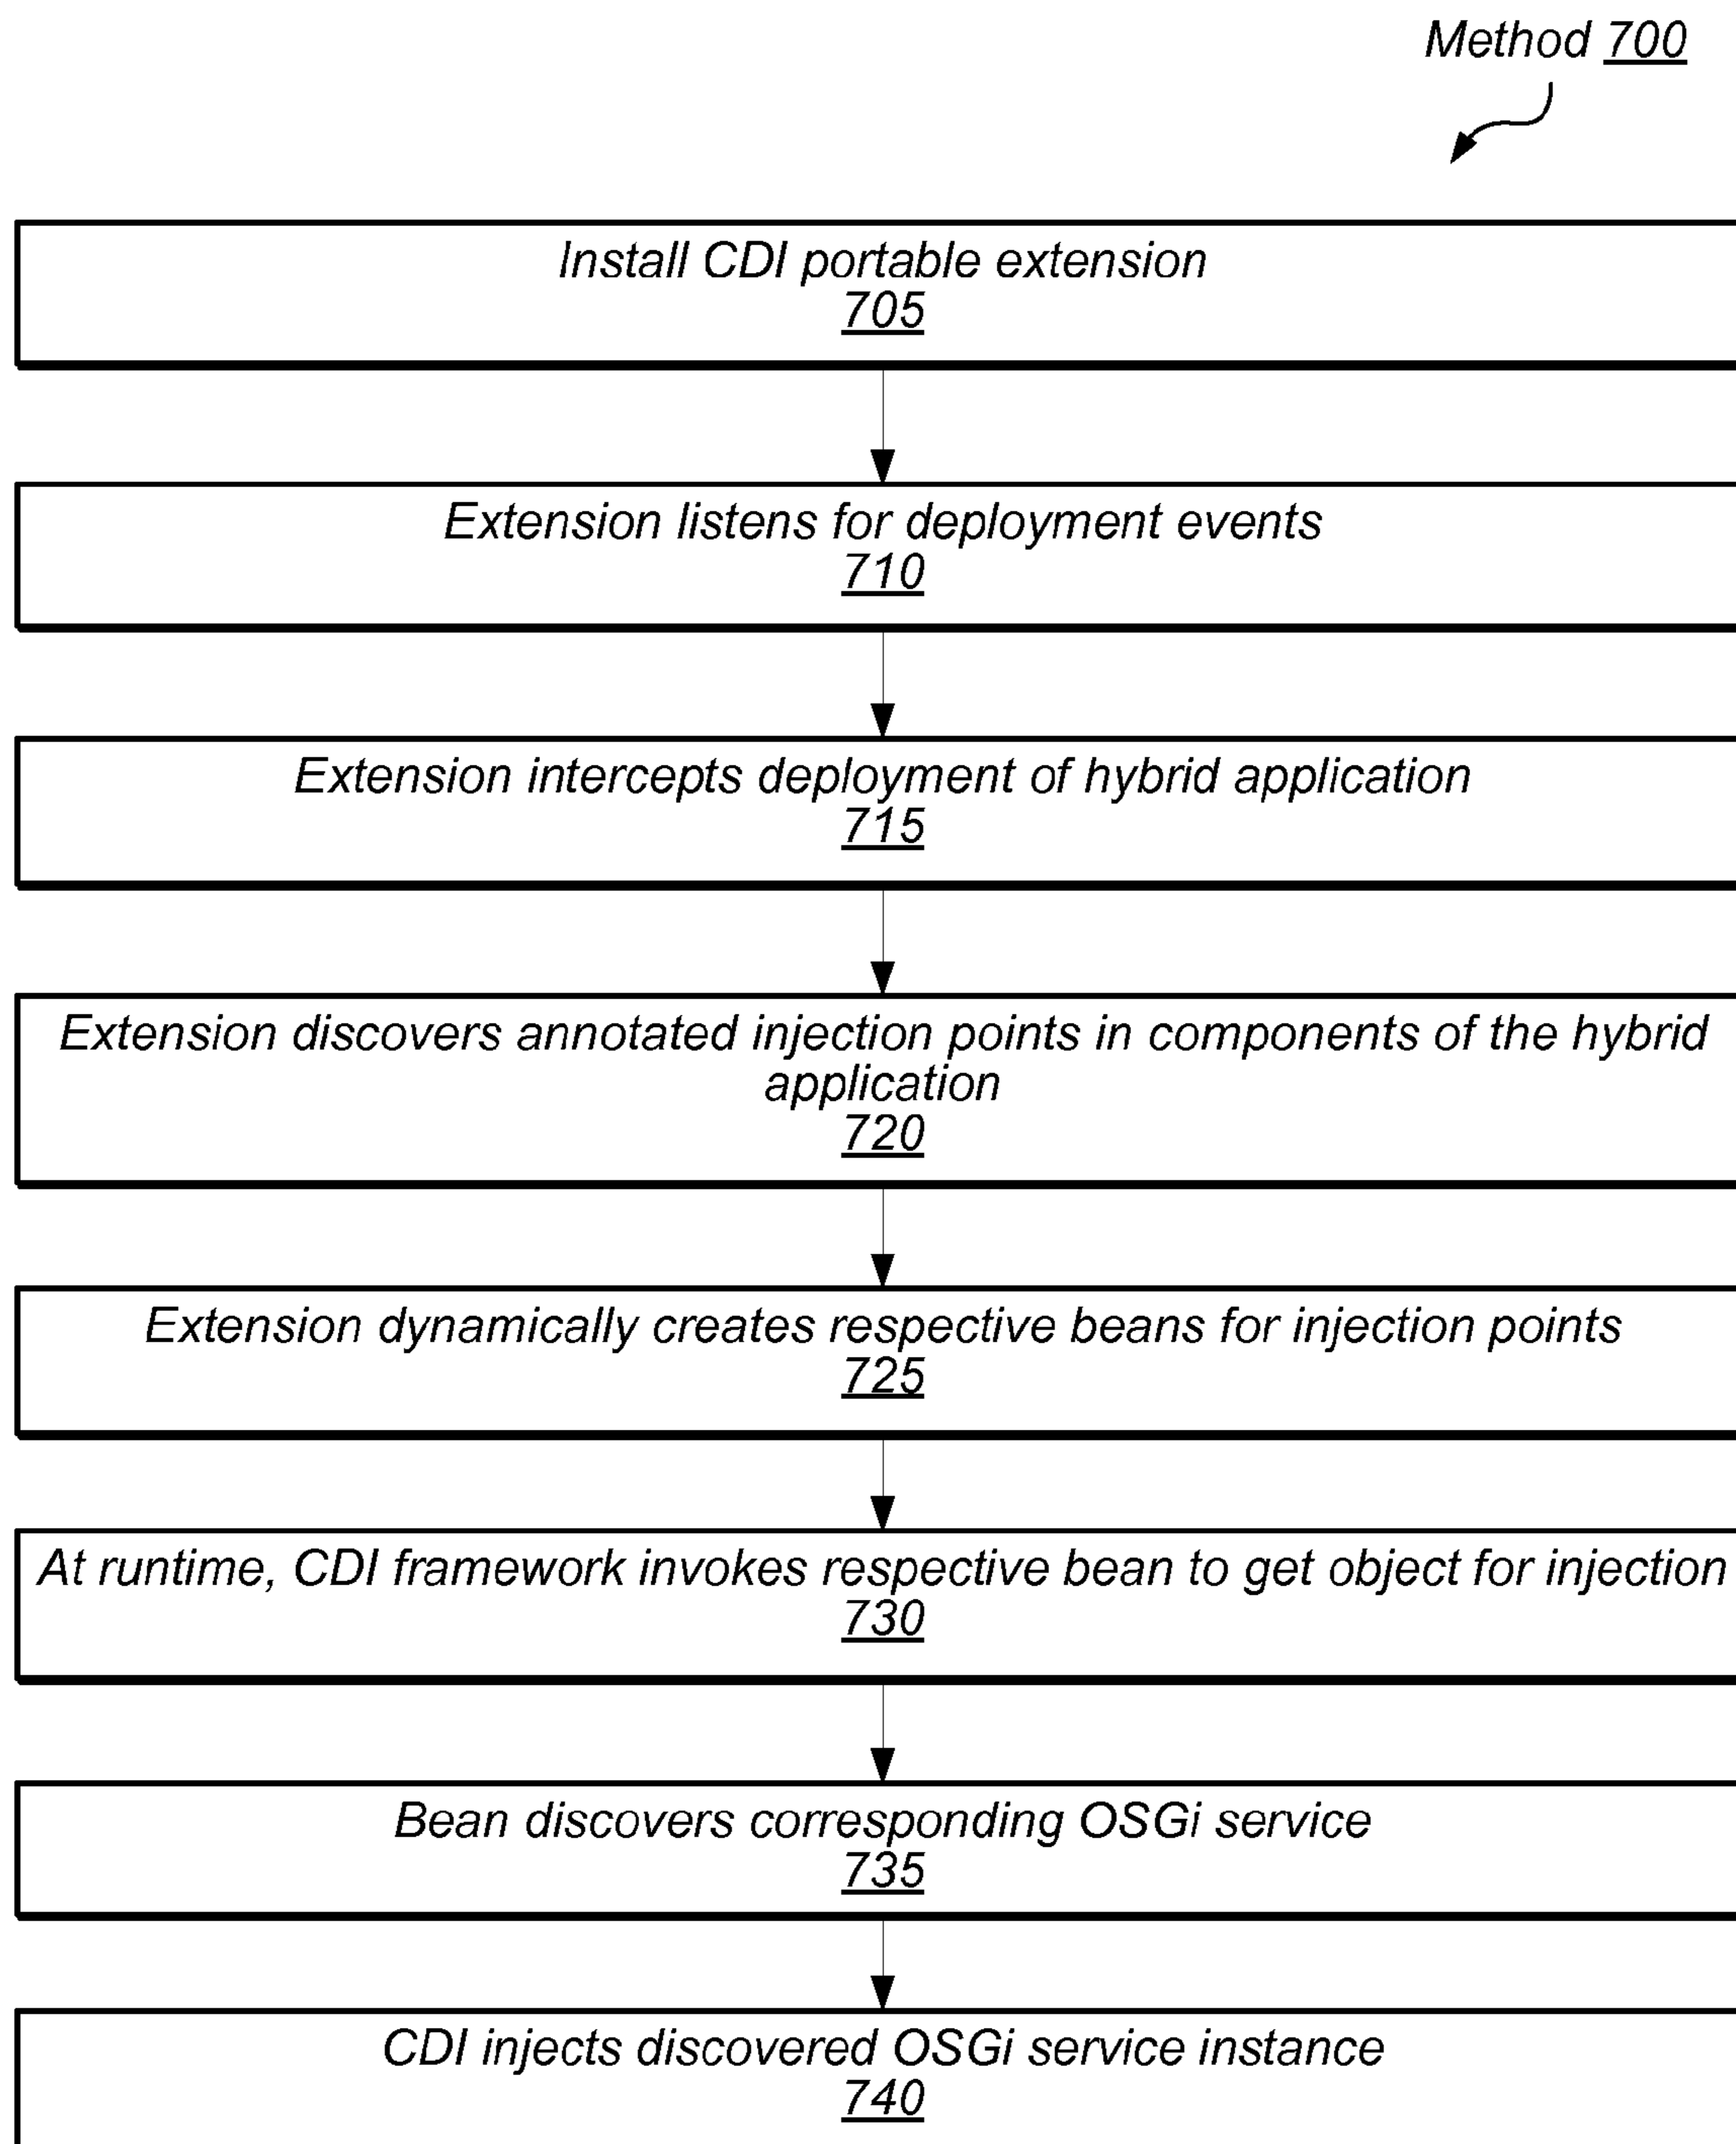 Method 700
Install CDI portable extension
705
Extension listens for deployment events
710
Extension intercepts deployment of hybrid application
715
Extension discovers annotated injection points in components of the hybrid
application
720
Extension dynamically creates respective beans for injection points
725
At runtime, CDI framework invokes respective bean to get object for injection
730
Bean discovers corresponding OSGi service
735
CDI injects discovered OSGi service instance
740